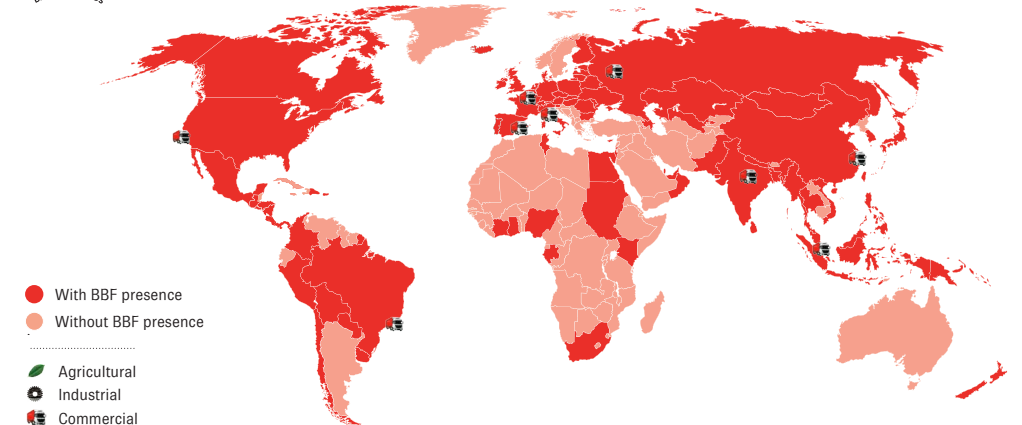 With BBF presence
Without BBF presence
Agricultural
Industrial
Commercial